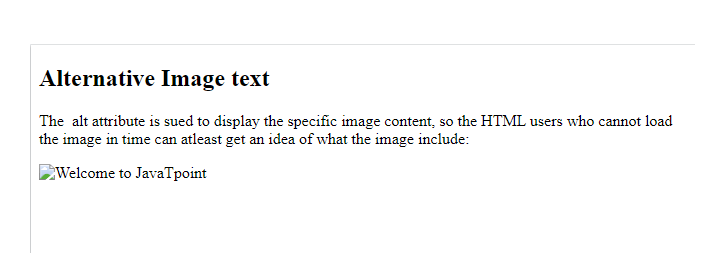 Alternative Image text
The  alt attribute is sued to display the specific image content, so the HTML users who cannot load
the image in time can atleast get an idea of what the image include:
Welcome to JavaTpoint